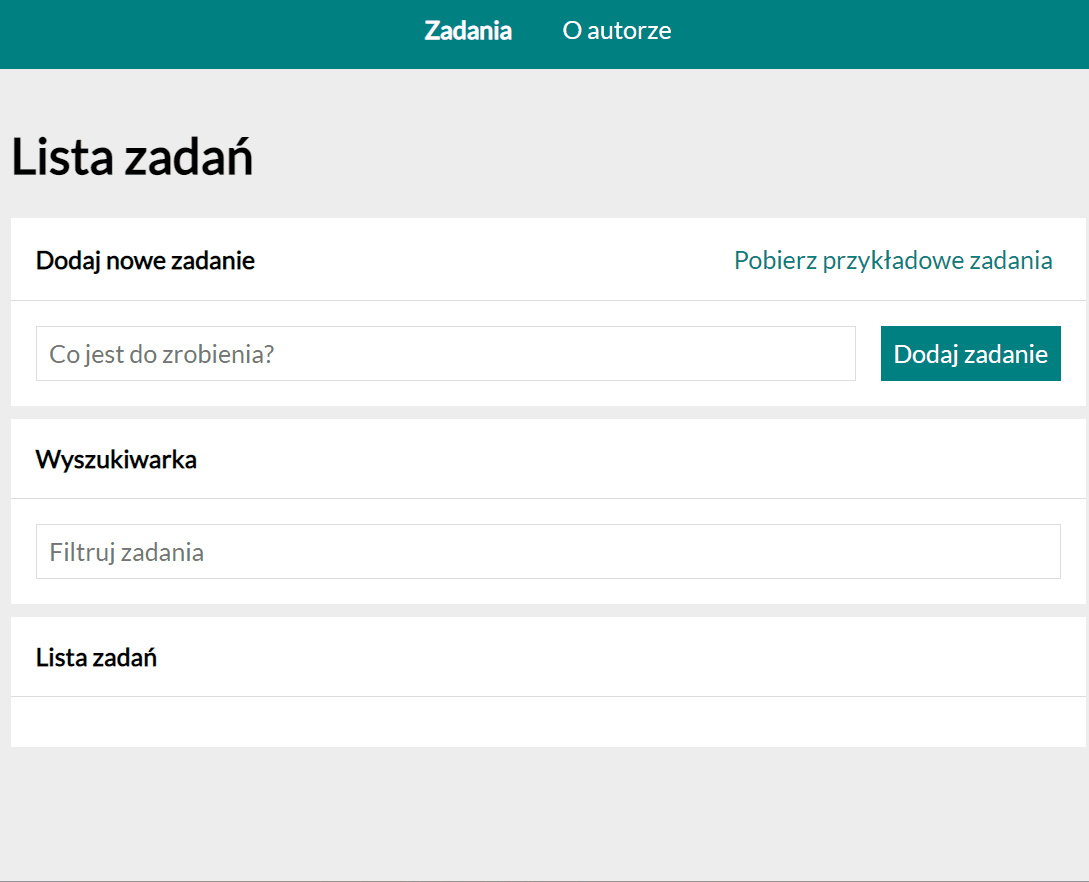 Zadania O autorze
Lista zadań
Dodaj nowe zadanie Pobierz przykładowe zadania
Co jest do zrobienia? Dodaj zadanie
Wyszukiwarka
Filtruj zadania
Lista zadań